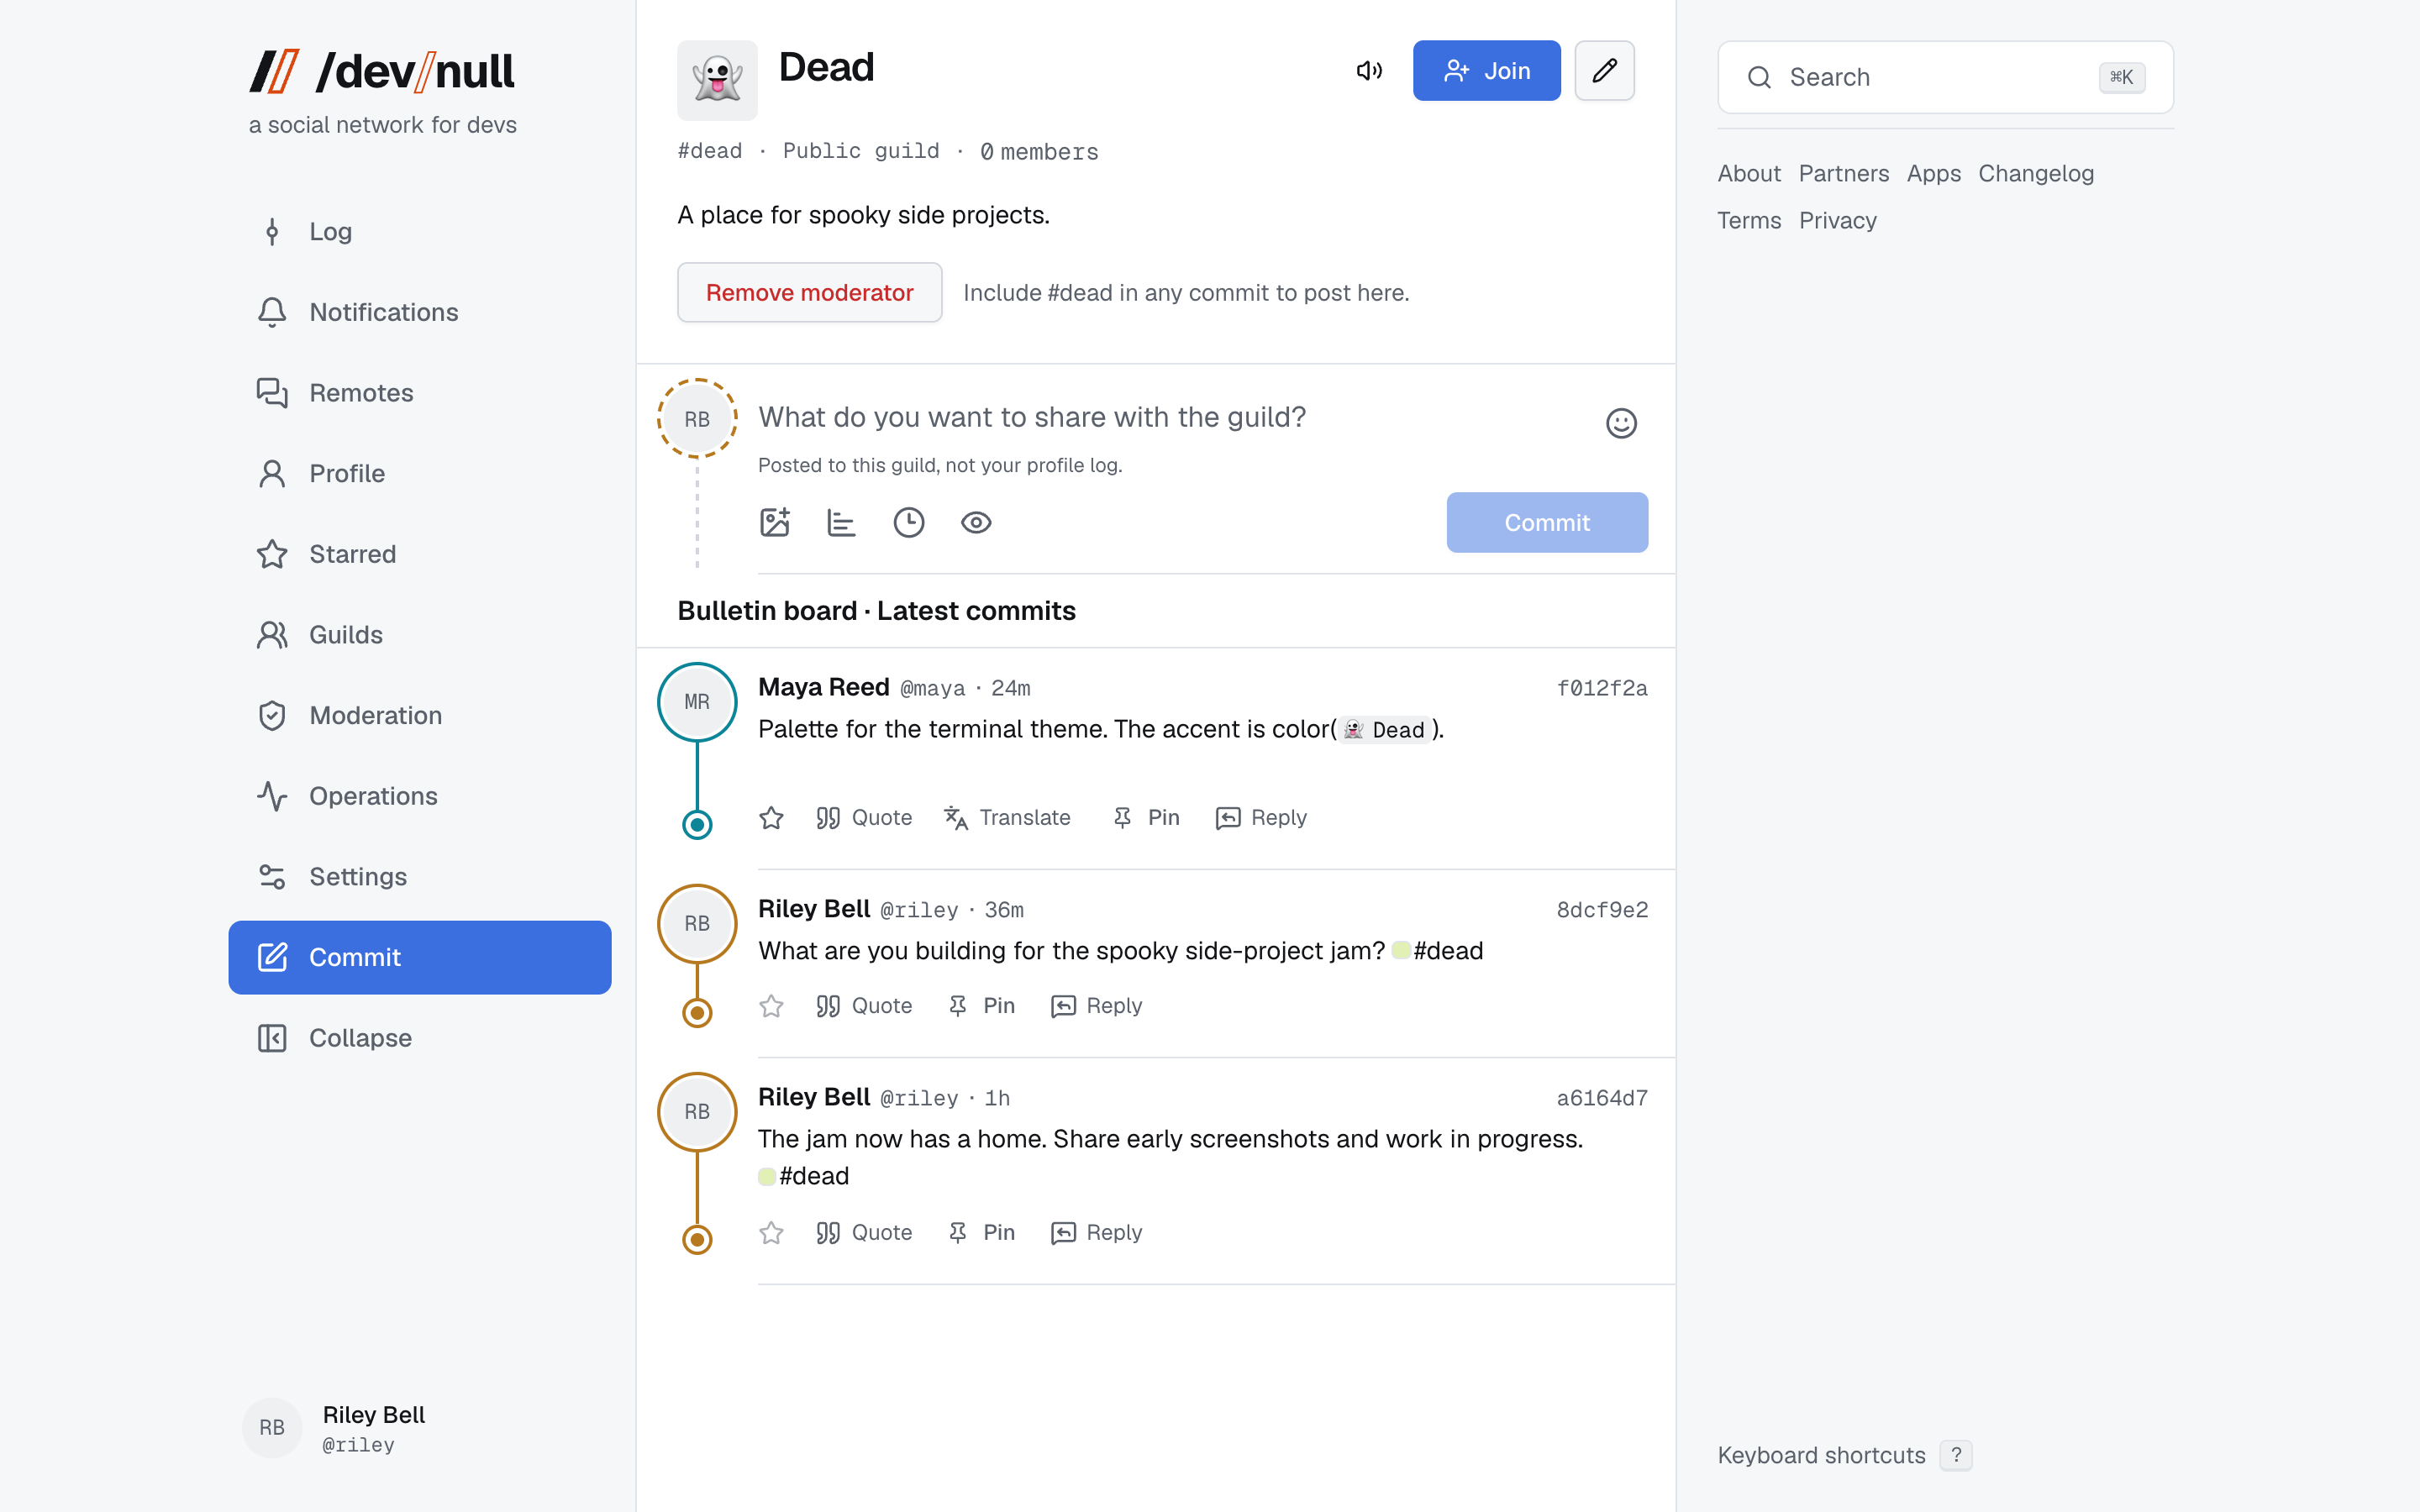 /dev/null
a social network for devs
Log
Notifications
Remotes
Profile
Starred
Guilds
Moderation
Operations
Settings
Commit
Collapse
RB
Riley Bell
@riley
Dead
Join
#dead · Public guild · 0 members
A place for spooky side projects.
Remove moderator
Include #dead in any commit to post here.
RB
What do you want to share with the guild?
Posted to this guild, not your profile log.
Commit
Bulletin board · Latest commits
MR
Maya Reed @maya · 24m
f012f2a
Palette for the terminal theme. The accent is color(👻 Dead).
Quote
Translate
Pin
Reply
RB
Riley Bell @riley · 36m
8dcf9e2
What are you building for the spooky side-project jam? #dead
Quote
Pin
Reply
RB
Riley Bell @riley · 1h
a6164d7
The jam now has a home. Share early screenshots and work in progress.
#dead
Quote
Pin
Reply
Search
⌘K
About Partners Apps Changelog
Terms Privacy
Keyboard shortcuts ?